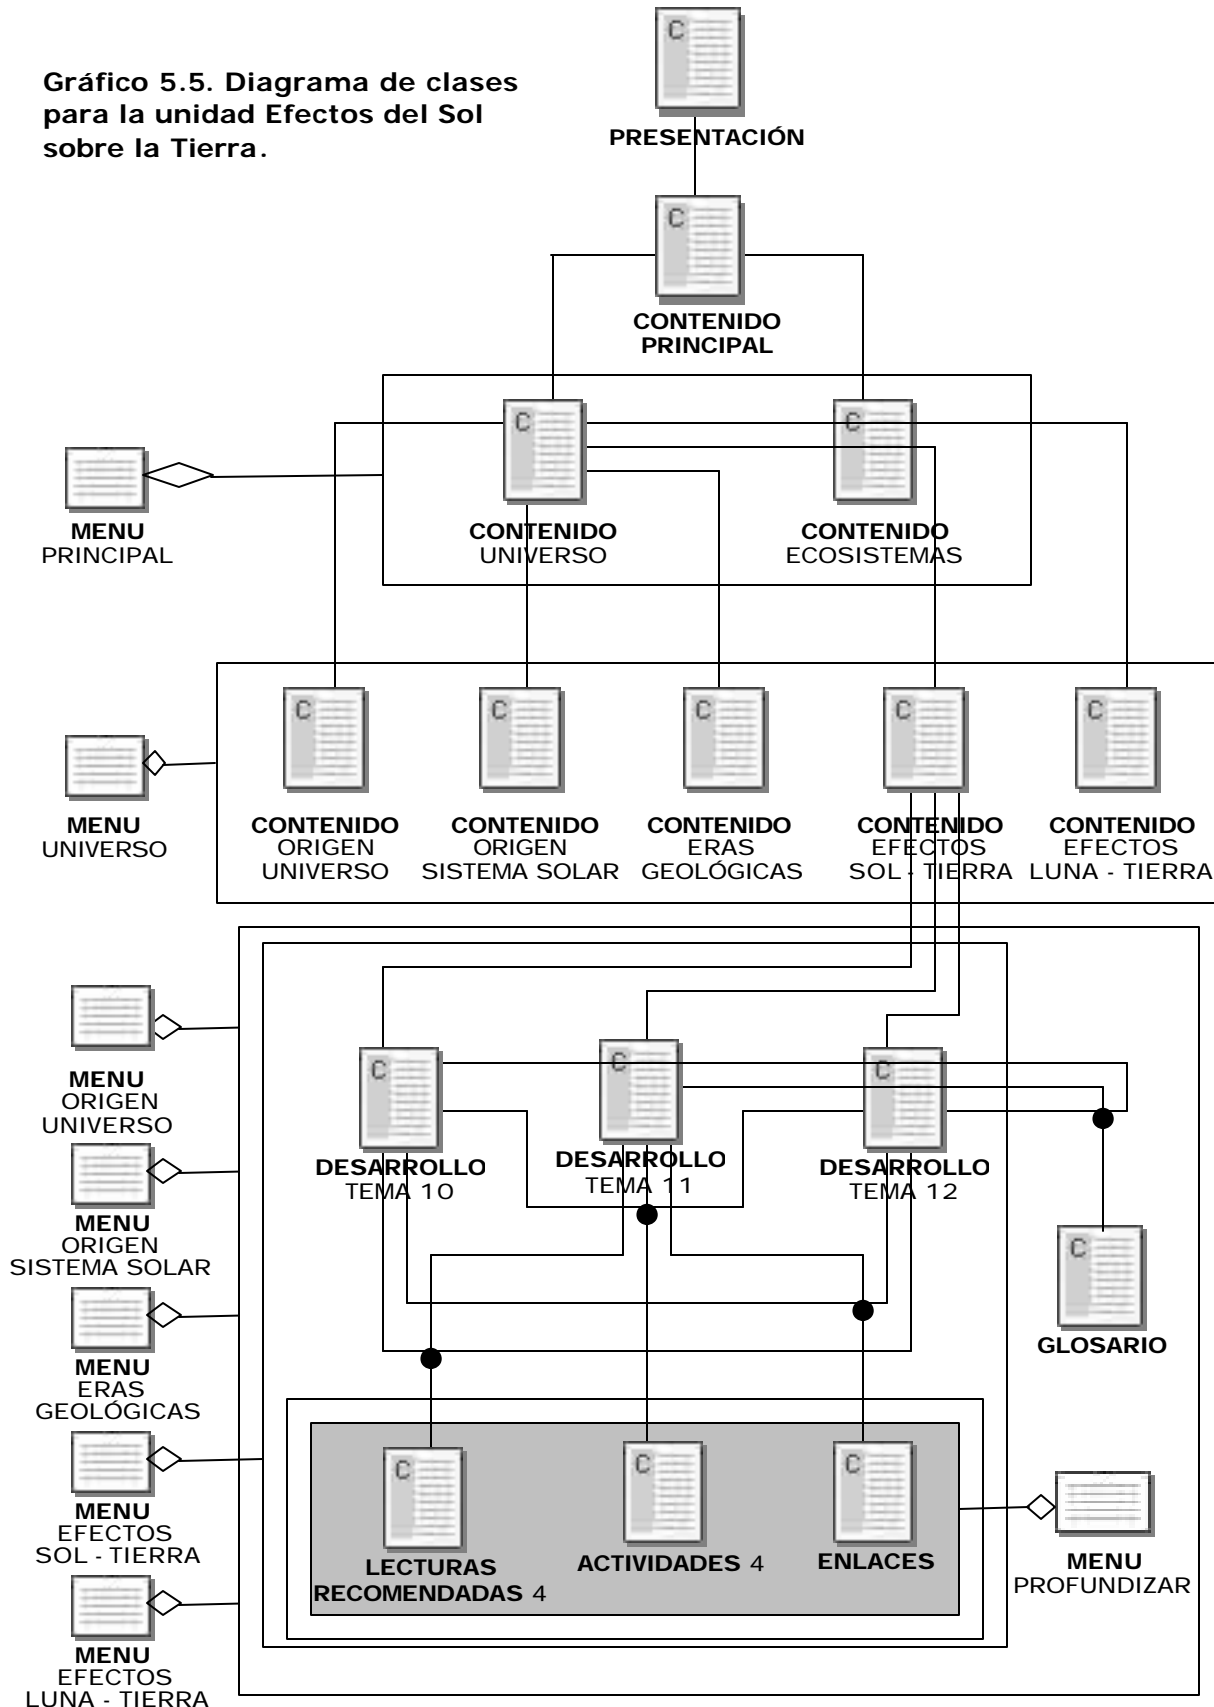 Gráfico 5.5. Diagrama de clases
para la unidad Efectos del Sol
sobre la Tierra.
C
PRESENTACIÓN
C
CONTENIDO
PRINCIPAL
MENU
PRINCIPAL
C
CONTENIDO
UNIVERSO
C
CONTENIDO
ECOSISTEMAS
MENU
UNIVERSO
C
CONTENIDO
ORIGEN
UNIVERSO
C
CONTENIDO
ORIGEN
SISTEMA SOLAR
C
CONTENIDO
ERAS
GEOLÓGICAS
C
CONTENIDO
EFECTOS
SOL - TIERRA
C
CONTENIDO
EFECTOS
LUNA - TIERRA
MENU
ORIGEN
UNIVERSO
MENU
ORIGEN
SISTEMA SOLAR
MENU
ERAS
GEOLÓGICAS
MENU
EFECTOS
SOL - TIERRA
MENU
EFECTOS
LUNA - TIERRA
C
DESARROLLO
TEMA 10
C
DESARROLLO
TEMA 11
C
DESARROLLO
TEMA 12
C
GLOSARIO
C
LECTURAS
RECOMENDADAS 4
C
ACTIVIDADES 4
C
ENLACES
MENU
PROFUNDIZAR